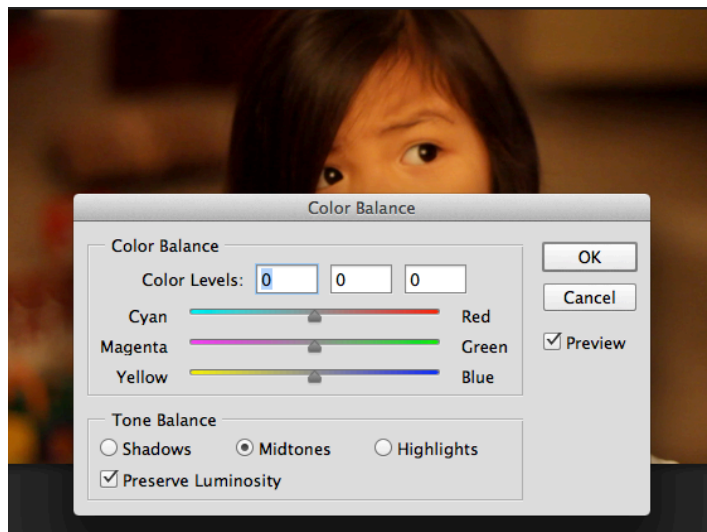 Color Balance
Color Balance
OK
Color Levels: 0 0 0
Cancel
Cyan Red
Magenta Green
Preview
Yellow Blue
Tone Balance
Shadows Midtones Highlights
Preserve Luminosity